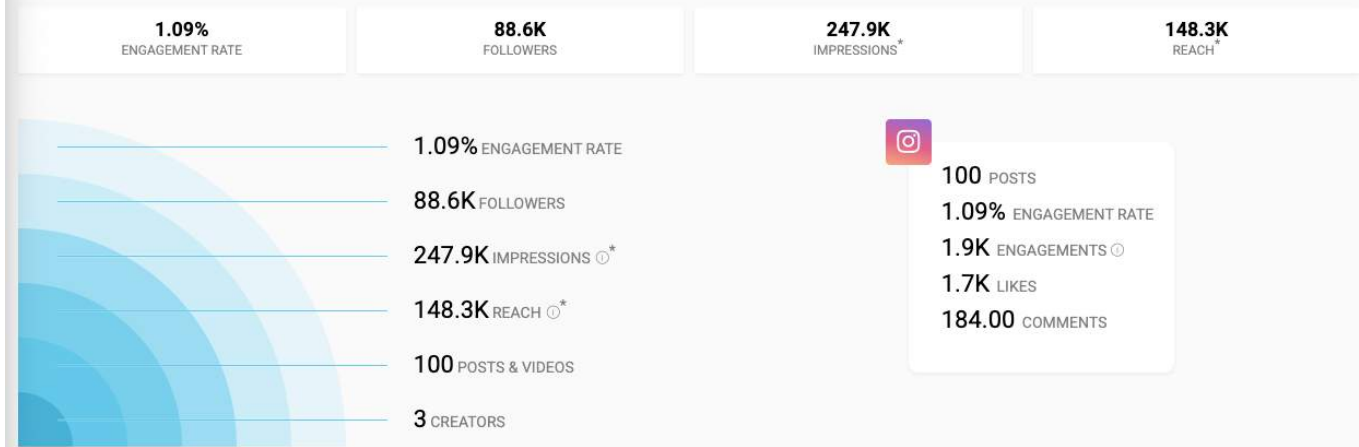 1.09%
ENGAGEMENT RATE
88.6K
FOLLOWERS
247.9K
IMPRESSIONS*
148.3K
REACH*
1.09% ENGAGEMENT RATE
88.6K FOLLOWERS
247.9K IMPRESSIONS ⓘ*
148.3K REACH ⓘ*
100 POSTS & VIDEOS
3 CREATORS
100 POSTS
1.09% ENGAGEMENT RATE
1.9K ENGAGEMENTS ⓘ
1.7K LIKES
184.00 COMMENTS